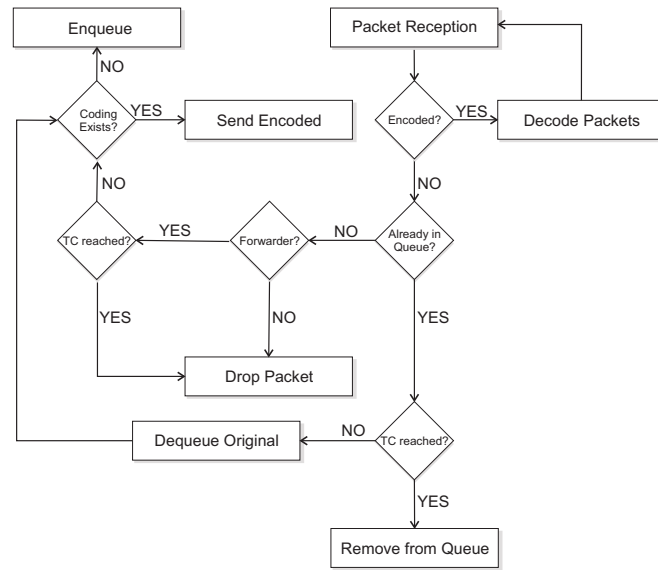 Enqueue
Packet Reception
NO
Coding
Exists?
YES
Send Encoded
Encoded?
YES
Decode Packets
NO
NO
TC reached?
YES
Forwarder?
NO
Already in
Queue?
YES
NO
YES
Drop Packet
Dequeue Original
NO
TC reached?
YES
Remove from Queue